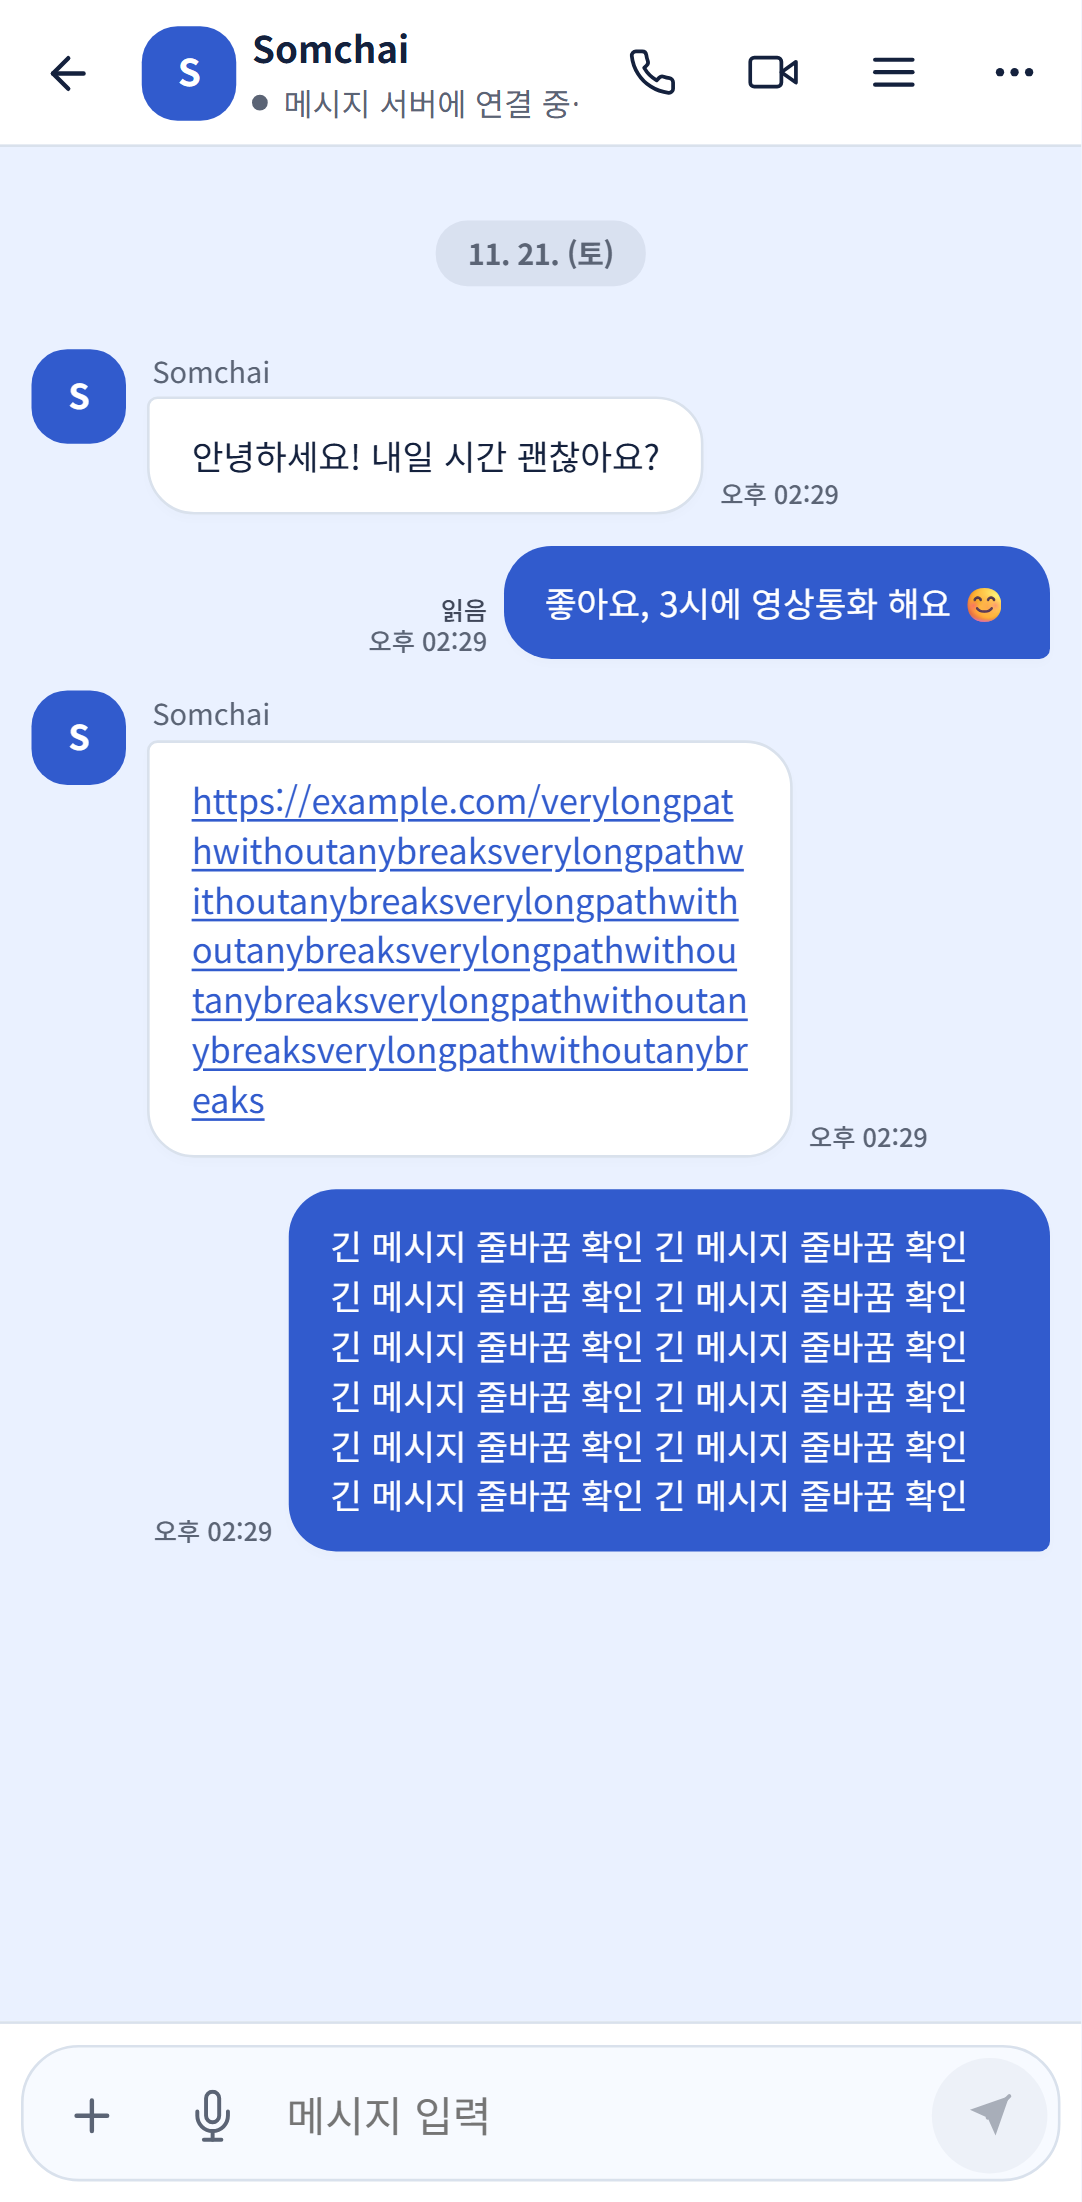 S
Somchai
메시지 서버에 연결 중·
11. 21. (토)
S
Somchai
안녕하세요! 내일 시간 괜찮아요?
오후 02:29
좋아요, 3시에 영상통화 해요 😊
읽음
오후 02:29
S
Somchai
https://example.com/verylongpat
hwithoutanybreaksverylongpathw
ithoutanybreaksverylongpathwith
outanybreaksverylongpathwithou
tanybreaksverylongpathwithoutan
ybreaksverylongpathwithoutanybr
eaks
오후 02:29
긴 메시지 줄바꿈 확인 긴 메시지 줄바꿈 확인
긴 메시지 줄바꿈 확인 긴 메시지 줄바꿈 확인
긴 메시지 줄바꿈 확인 긴 메시지 줄바꿈 확인
긴 메시지 줄바꿈 확인 긴 메시지 줄바꿈 확인
긴 메시지 줄바꿈 확인 긴 메시지 줄바꿈 확인
긴 메시지 줄바꿈 확인 긴 메시지 줄바꿈 확인
오후 02:29
메시지 입력